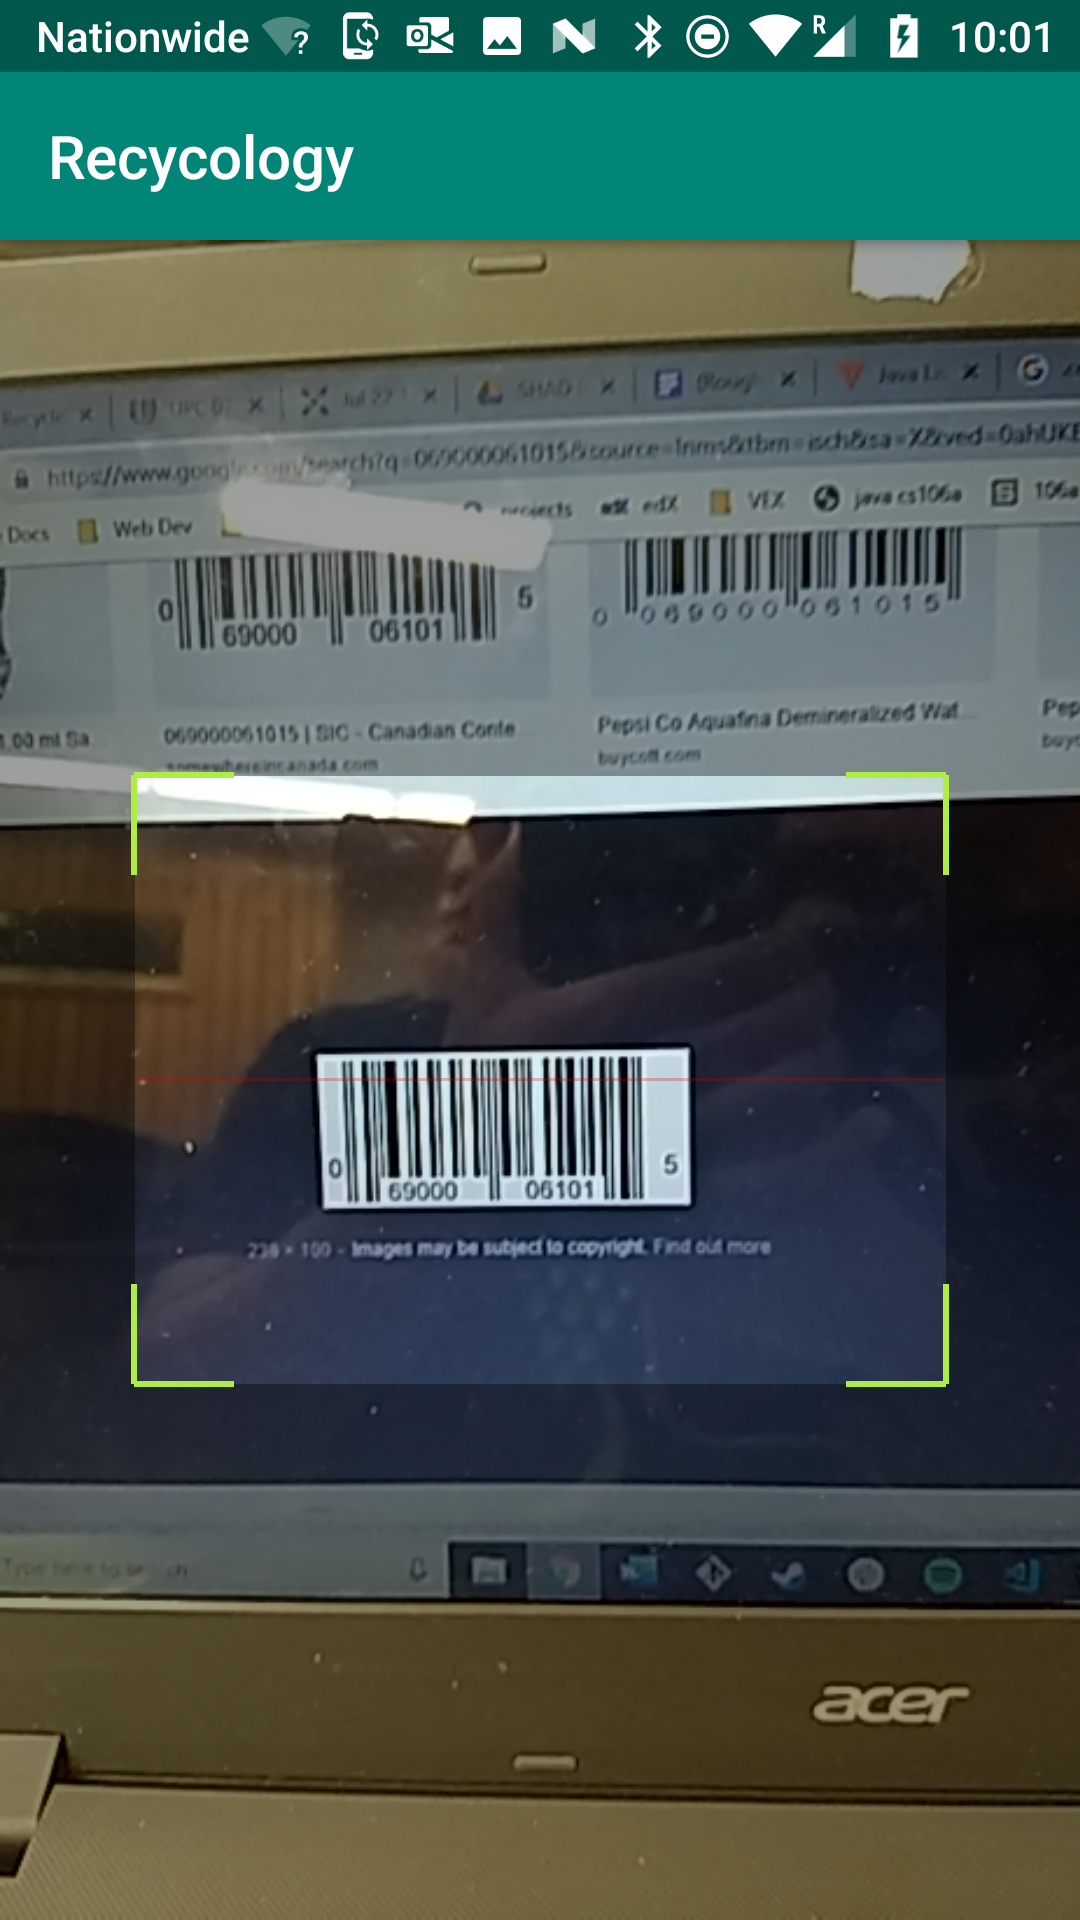 Nationwide 10:01
Recycology
Recycle UPC 0 Jul 27 SHAD (Roug Java Le
https://www.google.com/search?q=069000061015&source=lnms&tbm=isch&sa=X&ved=0ahUKE
Docs Web Dev projects edX VEX java cs106a 106a
0 69000 06101 5
0 069000 061015
1.00 ml Sa
069000061015 | SIC - Canadian Conte...
somewhereincanada.com
Pepsi Co Aquafina Demineralized Wat...
buycott.com
Pep
buyc
0 69000 06101 5
236 × 100 - Images may be subject to copyright. Find out more
Type here to search
acer